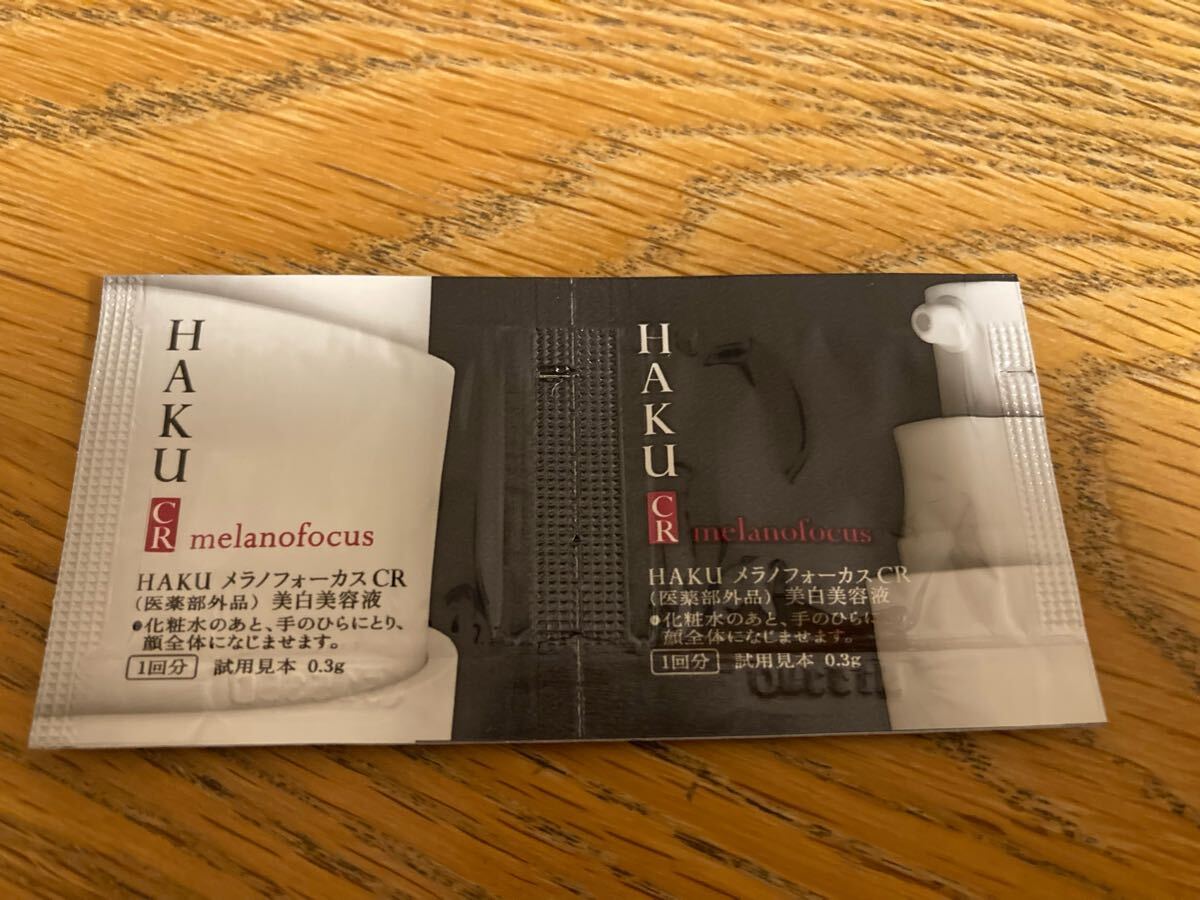 HAKU
CR melanofocus
HAKU メラノフォーカスCR
(医薬部外品) 美白美容液
●化粧水のあと、手のひらにとり、
顔全体になじませます。
1回分 試用見本 0.3g
HAKU
CR melanofocus
HAKU メラノフォーカスCR
(医薬部外品) 美白美容液
●化粧水のあと、手のひらにとり、
顔全体になじませます。
1回分 試用見本 0.3g